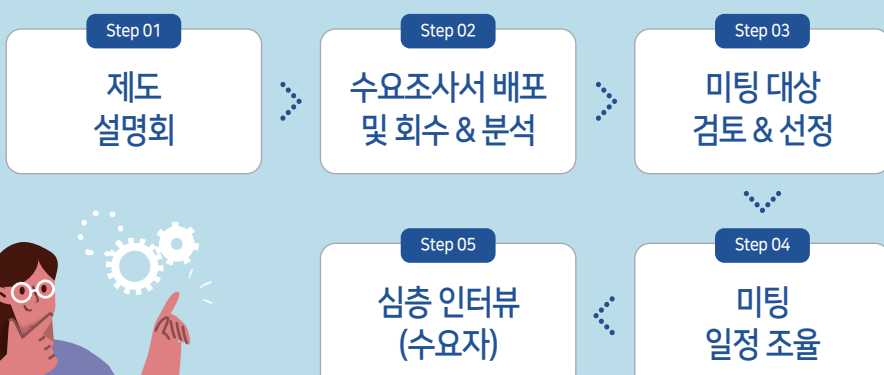 Step 01
제도
설명회
Step 02
수요조사서 배포
및 회수 & 분석
Step 03
미팅 대상
검토 & 선정
Step 04
미팅
일정 조율
Step 05
심층 인터뷰
(수요자)